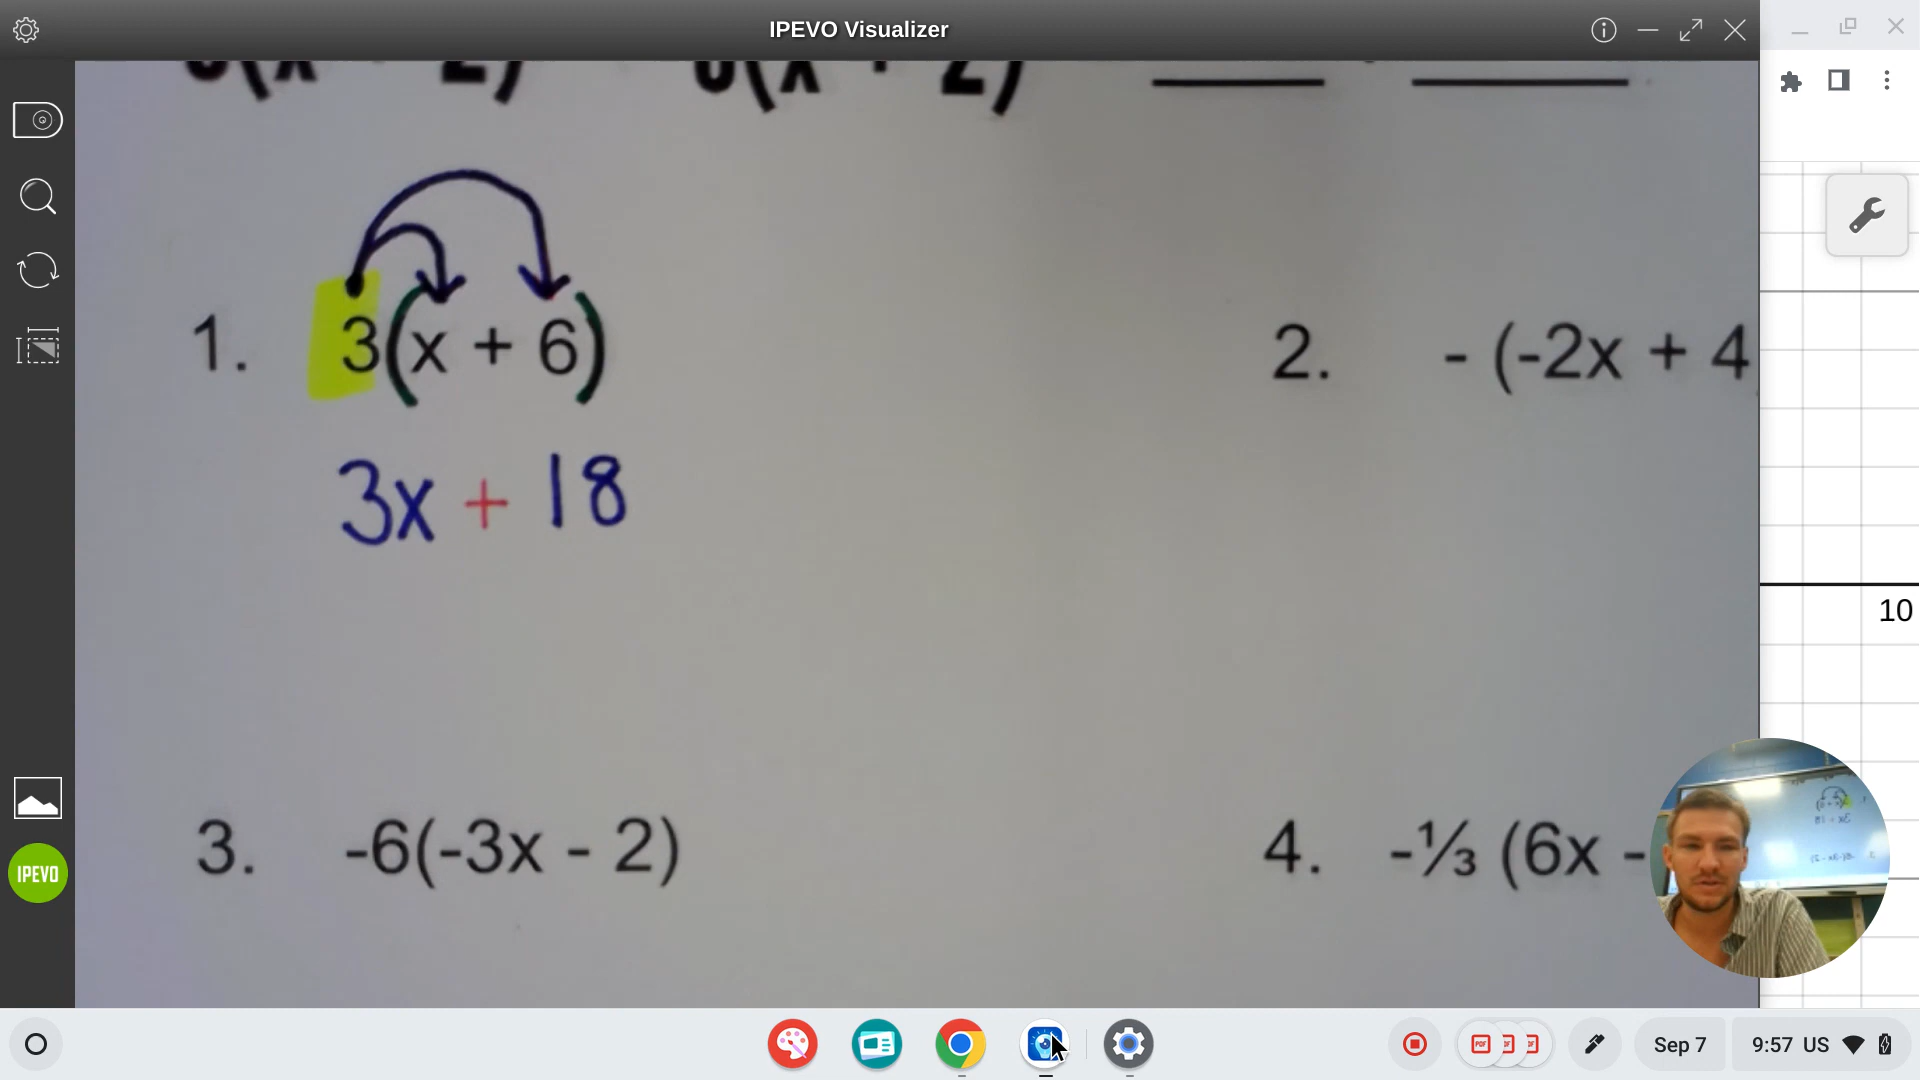 IPEVO Visualizer
1. 3(x + 6)
2. - (-2x + 4
3x + 18
10
3. -6(-3x - 2)
4. -⅓ (6x -
IPEVO
Sep 7
9:57 US